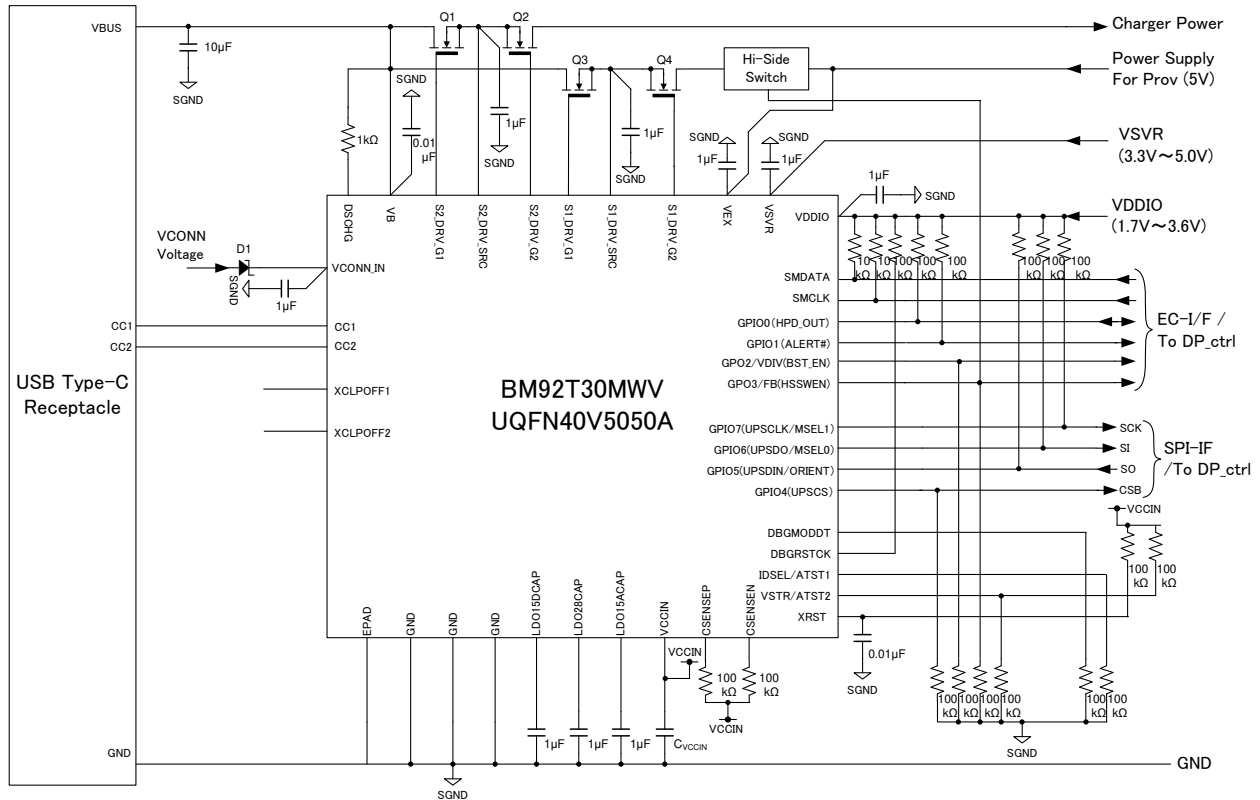 VBUS
10μF
SGND
Q1
Q2
Q3
Q4
Hi-Side
Switch
Charger Power
Power Supply
For Prov (5V)
VSVR
(3.3V～5.0V)
VDDIO
(1.7V～3.6V)
1kΩ
SGND
0.01
μF
1μF
SGND
1μF
SGND
SGND
1μF
SGND
1μF
1μF
SGND
DSCHG
VB
S2_DRV_G1
S2_DRV_SRC
S2_DRV_G2
S1_DRV_G1
S1_DRV_SRC
S1_DRV_G2
VEX
VSVR
VDDIO
VCONN
Voltage
D1
SGND
1μF
VCONN_IN
10
kΩ
10
kΩ
100
kΩ
100
kΩ
100
kΩ
100
kΩ
100
kΩ
CC1
CC2
CC1
CC2
XCLPOFF1
XCLPOFF2
USB Type-C
Receptacle
BM92T30MWV
UQFN40V5050A
SMDATA
SMCLK
GPIO0(HPD_OUT)
GPIO1(ALERT#)
GPO2/VDIV(BST_EN)
GPO3/FB(HSSWEN)
EC-I/F /
To DP_ctrl
GPIO7(UPSCLK/MSEL1)
GPIO6(UPSDO/MSEL0)
GPIO5(UPSDIN/ORIENT)
GPIO4(UPSCS)
SCK
SI
SO
CSB
SPI-IF
/To DP_ctrl
DBGMODDT
DBGRSTCK
IDSEL/ATST1
VSTR/ATST2
XRST
VCCIN
100
kΩ
100
kΩ
0.01μF
SGND
EPAD
GND
GND
GND
LDO15DCAP
LDO28CAP
LDO15ACAP
VCCIN
CSENSEP
CSENSEN
VCCIN
100
kΩ
100
kΩ
VCCIN
100
kΩ
100
kΩ
100
kΩ
100
kΩ
100
kΩ
100
kΩ
SGND
1μF
1μF
1μF
CVCCIN
GND
SGND
GND